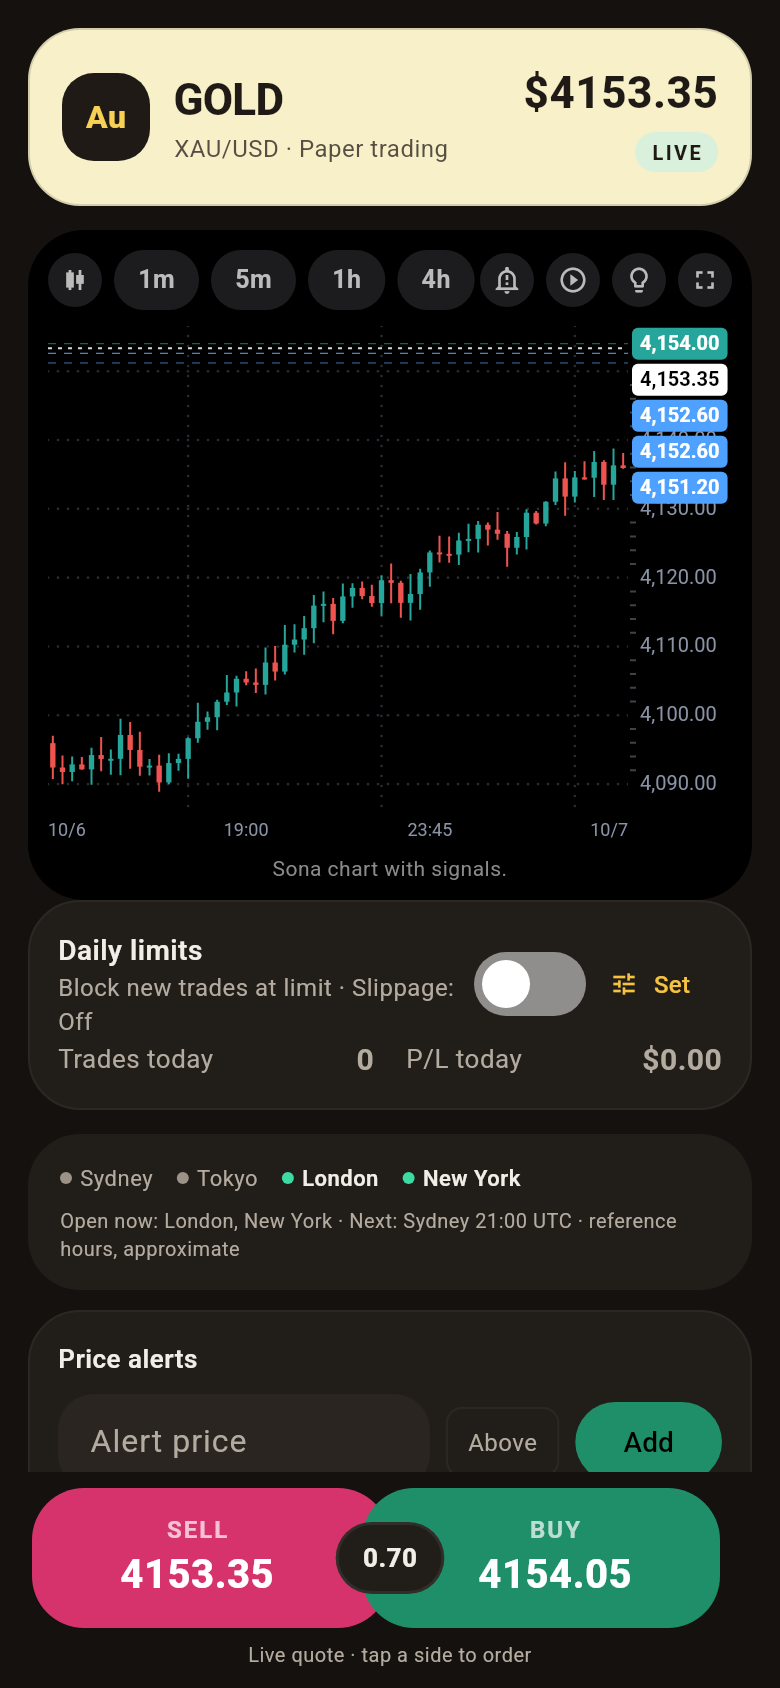 Au
GOLD
XAU/USD · Paper trading
$4153.35
LIVE
1m 5m 1h 4h
4,154.00
4,153.35
4,152.60
4,152.60
4,151.20
4,130.00
4,120.00
4,110.00
4,100.00
4,090.00
10/6 19:00 23:45 10/7
Sona chart with signals.
Daily limits
Block new trades at limit · Slippage:
Off
Set
Trades today 0 P/L today $0.00
Sydney Tokyo London New York
Open now: London, New York · Next: Sydney 21:00 UTC · reference
hours, approximate
Price alerts
Alert price Above Add
SELL
4153.35
0.70
BUY
4154.05
Live quote · tap a side to order